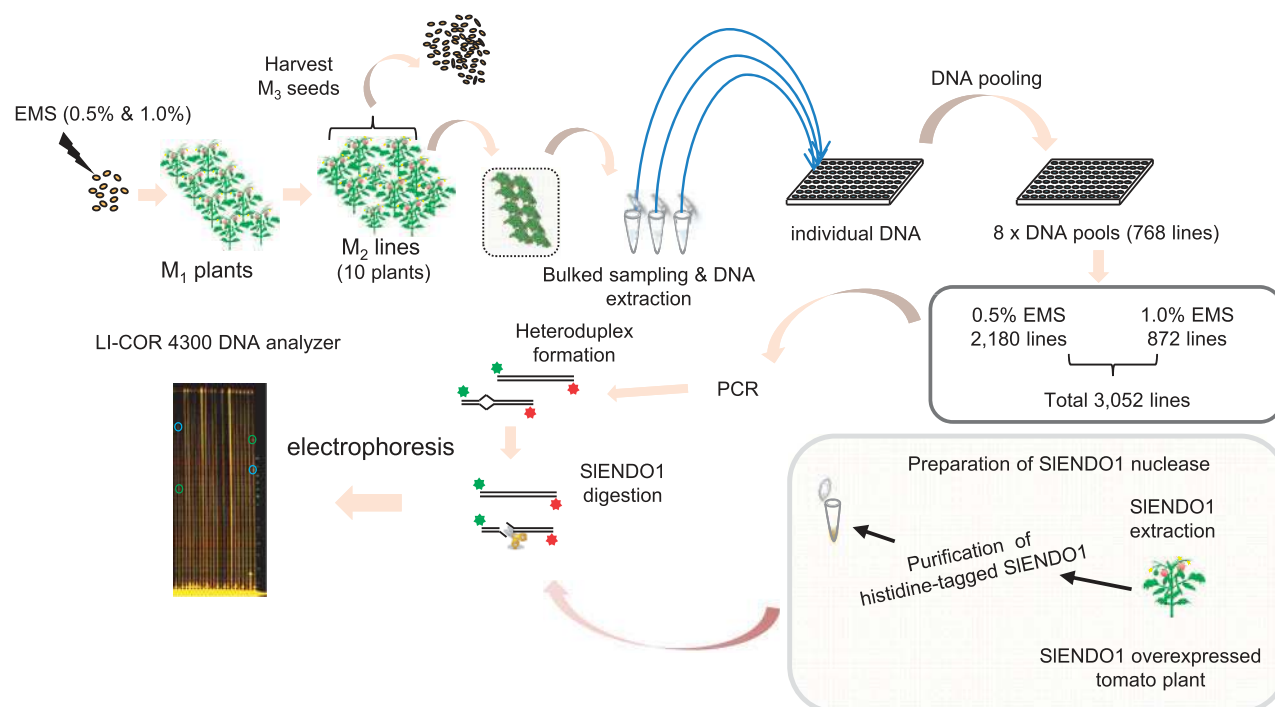 EMS (0.5% & 1.0%)
Harvest
M3 seeds
M1 plants
M2 lines
(10 plants)
Bulked sampling & DNA
extraction
individual DNA
DNA pooling
8 x DNA pools (768 lines)
0.5% EMS
2,180 lines
1.0% EMS
872 lines
Total 3,052 lines
PCR
Heteroduplex
formation
SlENDO1
digestion
electrophoresis
LI-COR 4300 DNA analyzer
Preparation of SlENDO1 nuclease
SlENDO1
extraction
Purification of
histidine-tagged SlENDO1
SlENDO1 overexpressed
tomato plant